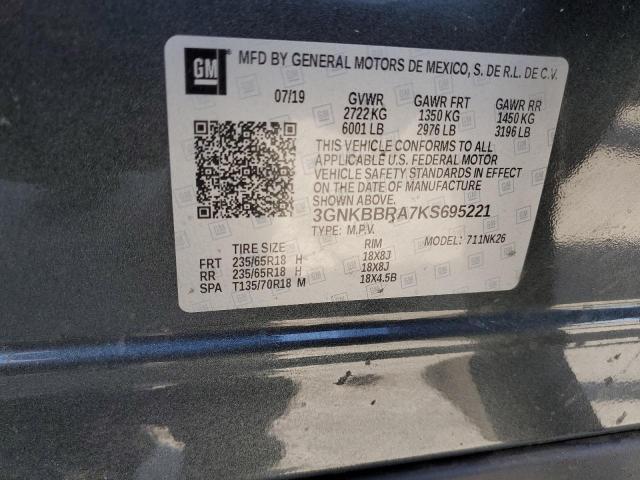 GM MFD BY GENERAL MOTORS DE MEXICO, S. DE R.L. DE C.V.
07/19 GVWR GAWR FRT GAWR RR
2722 KG 1350 KG 1450 KG
6001 LB 2976 LB 3196 LB
THIS VEHICLE CONFORMS TO ALL
APPLICABLE U.S. FEDERAL MOTOR
VEHICLE SAFETY STANDARDS IN
EFFECT ON THE DATE OF MANUFACTURE
SHOWN ABOVE.
3GNKBBRA7KS695221
TYPE: M.P.V. MODEL: 711NK26
TIRE SIZE RIM
FRT 235/65R18 H 18X8J
RR 235/65R18 H 18X8J
SPA T135/70R18 M 18X4.5B